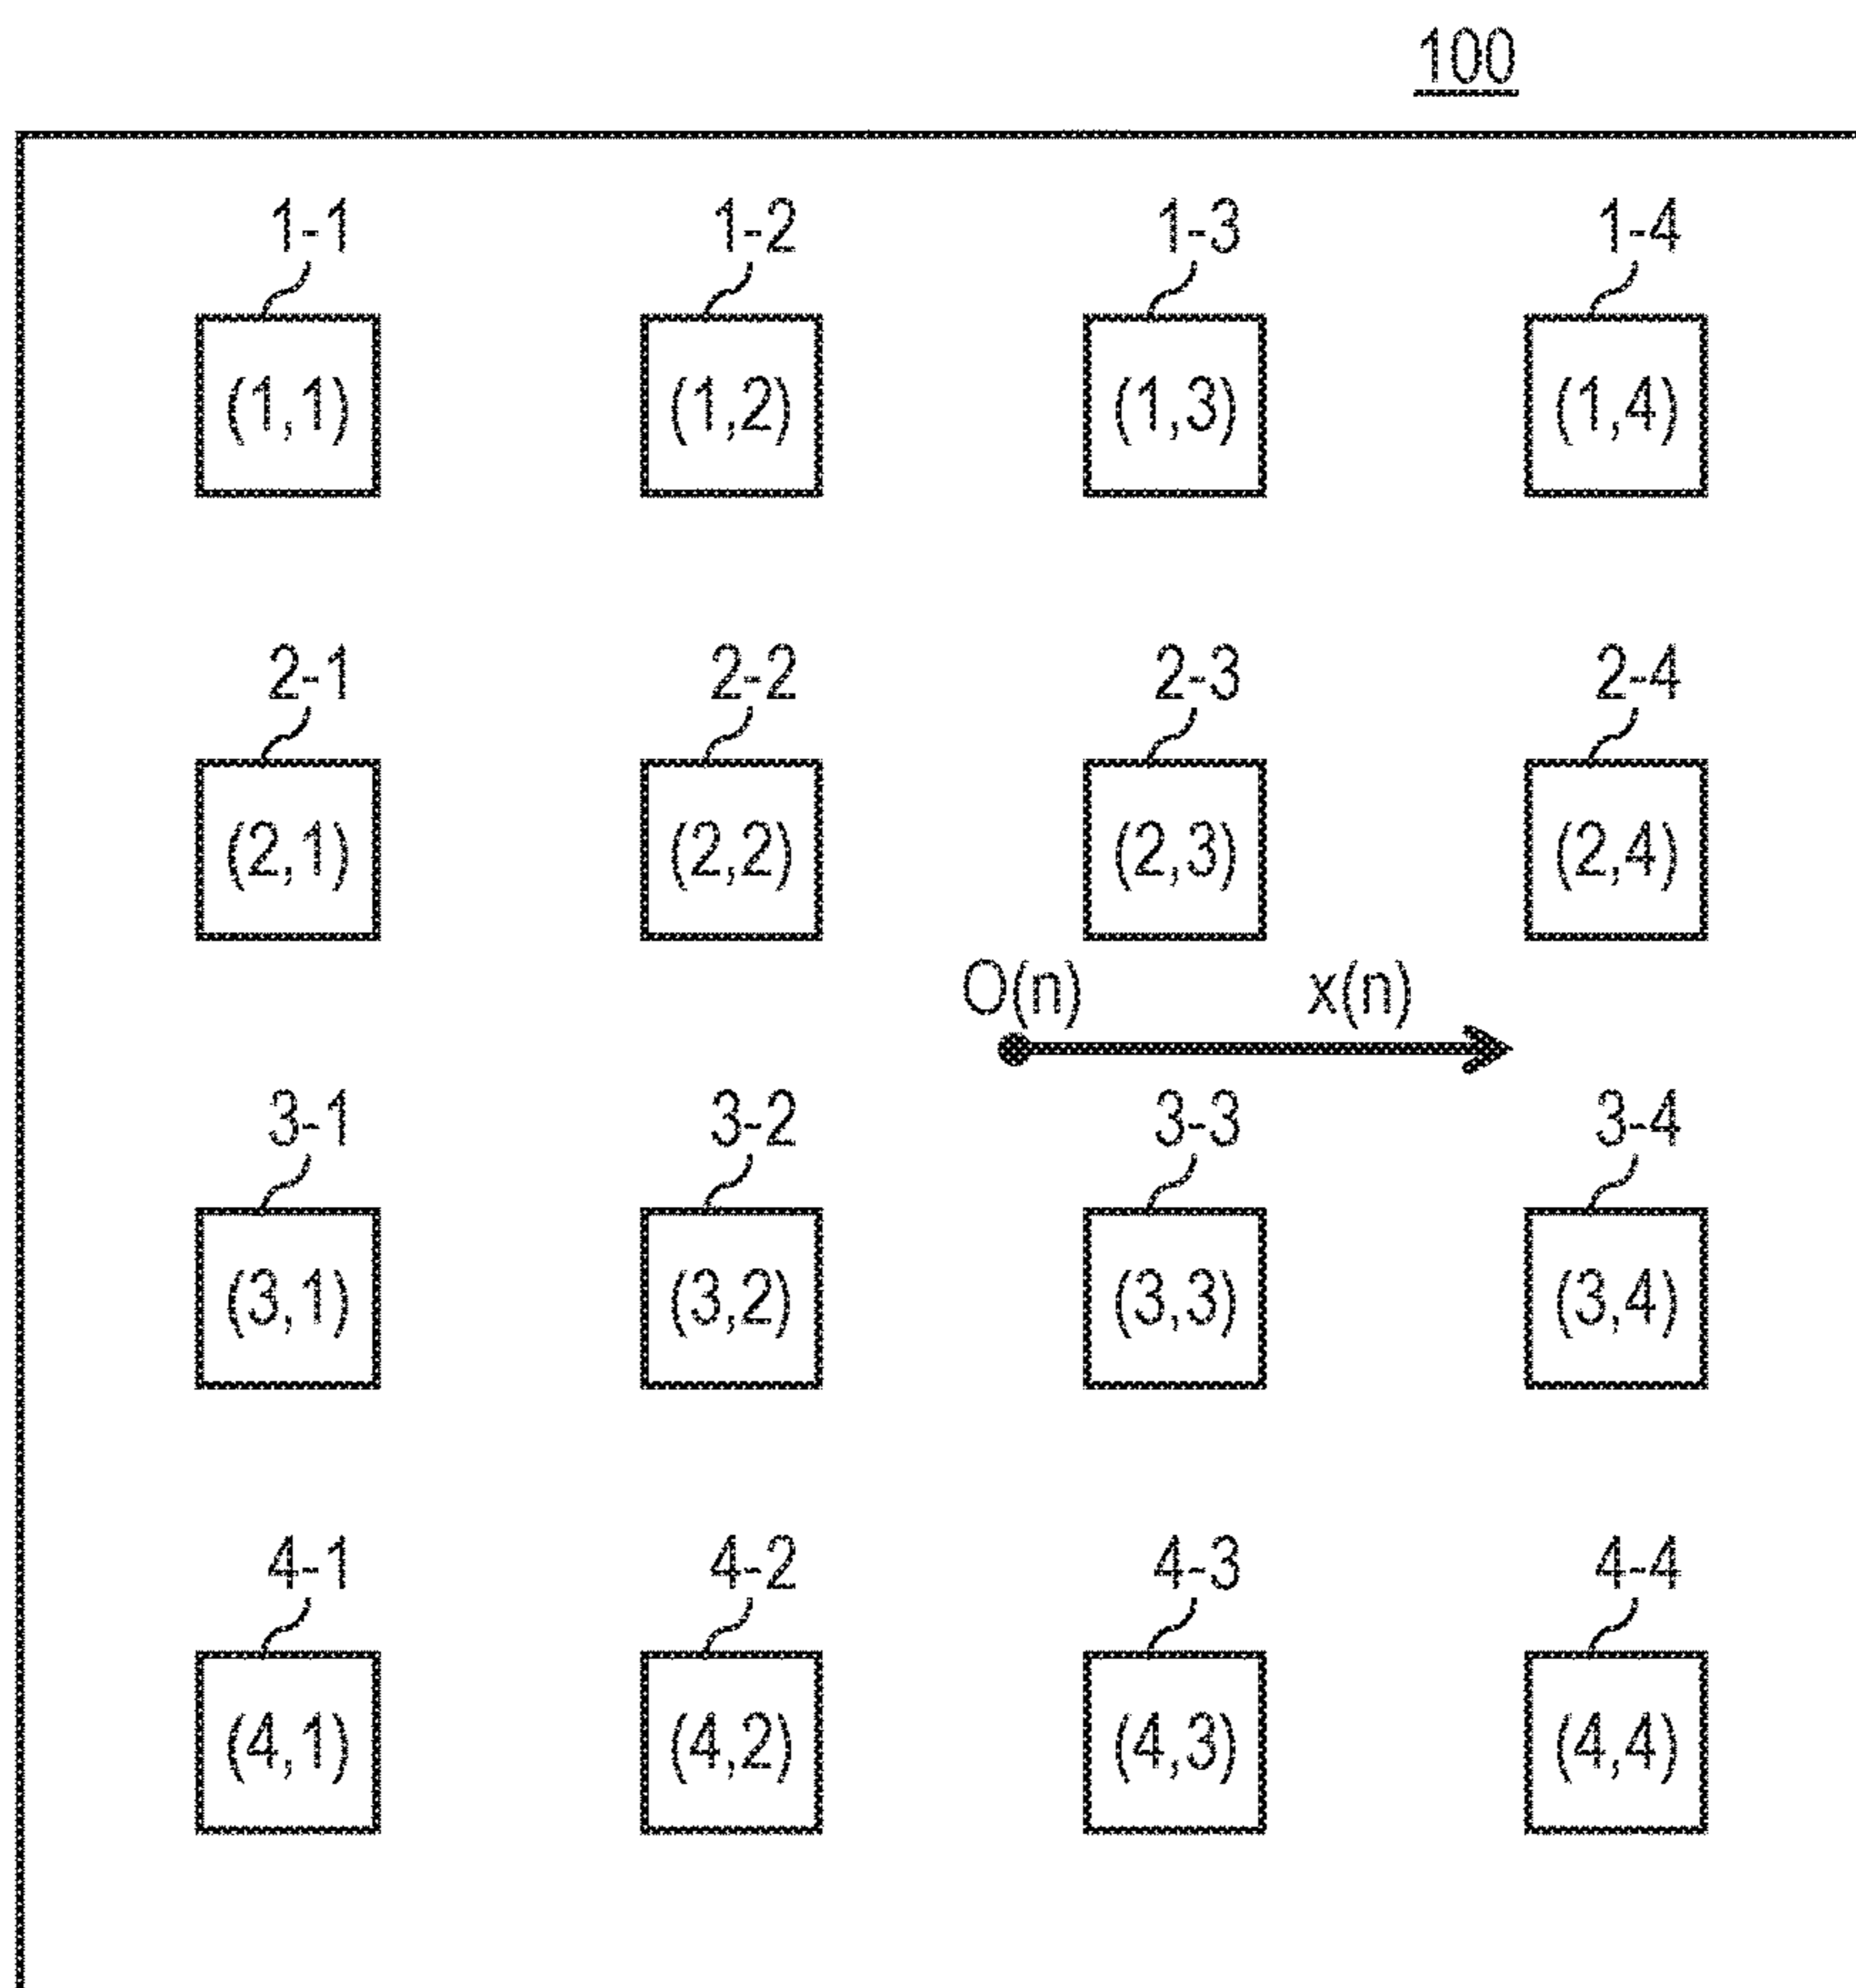 100
1-1 1-2 1-3 1-4
(1,1) (1,2) (1,3) (1,4)
2-1 2-2 2-3 2-4
(2,1) (2,2) (2,3) (2,4)
O(n) x(n)
3-1 3-2 3-3 3-4
(3,1) (3,2) (3,3) (3,4)
4-1 4-2 4-3 4-4
(4,1) (4,2) (4,3) (4,4)